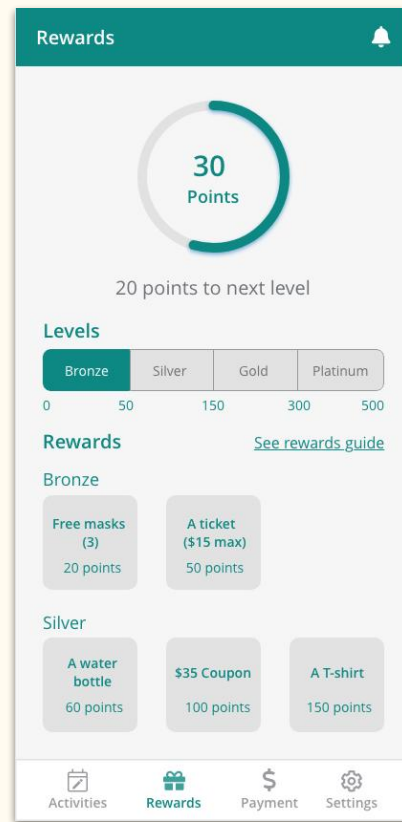 Rewards
30
Points
20 points to next level
Levels
Bronze Silver Gold Platinum
0 50 150 300 500
Rewards See rewards guide
Bronze
Free masks
(3)
20 points
A ticket
($15 max)
50 points
Silver
A water
bottle
60 points
$35 Coupon
100 points
A T-shirt
150 points
Activities Rewards Payment Settings